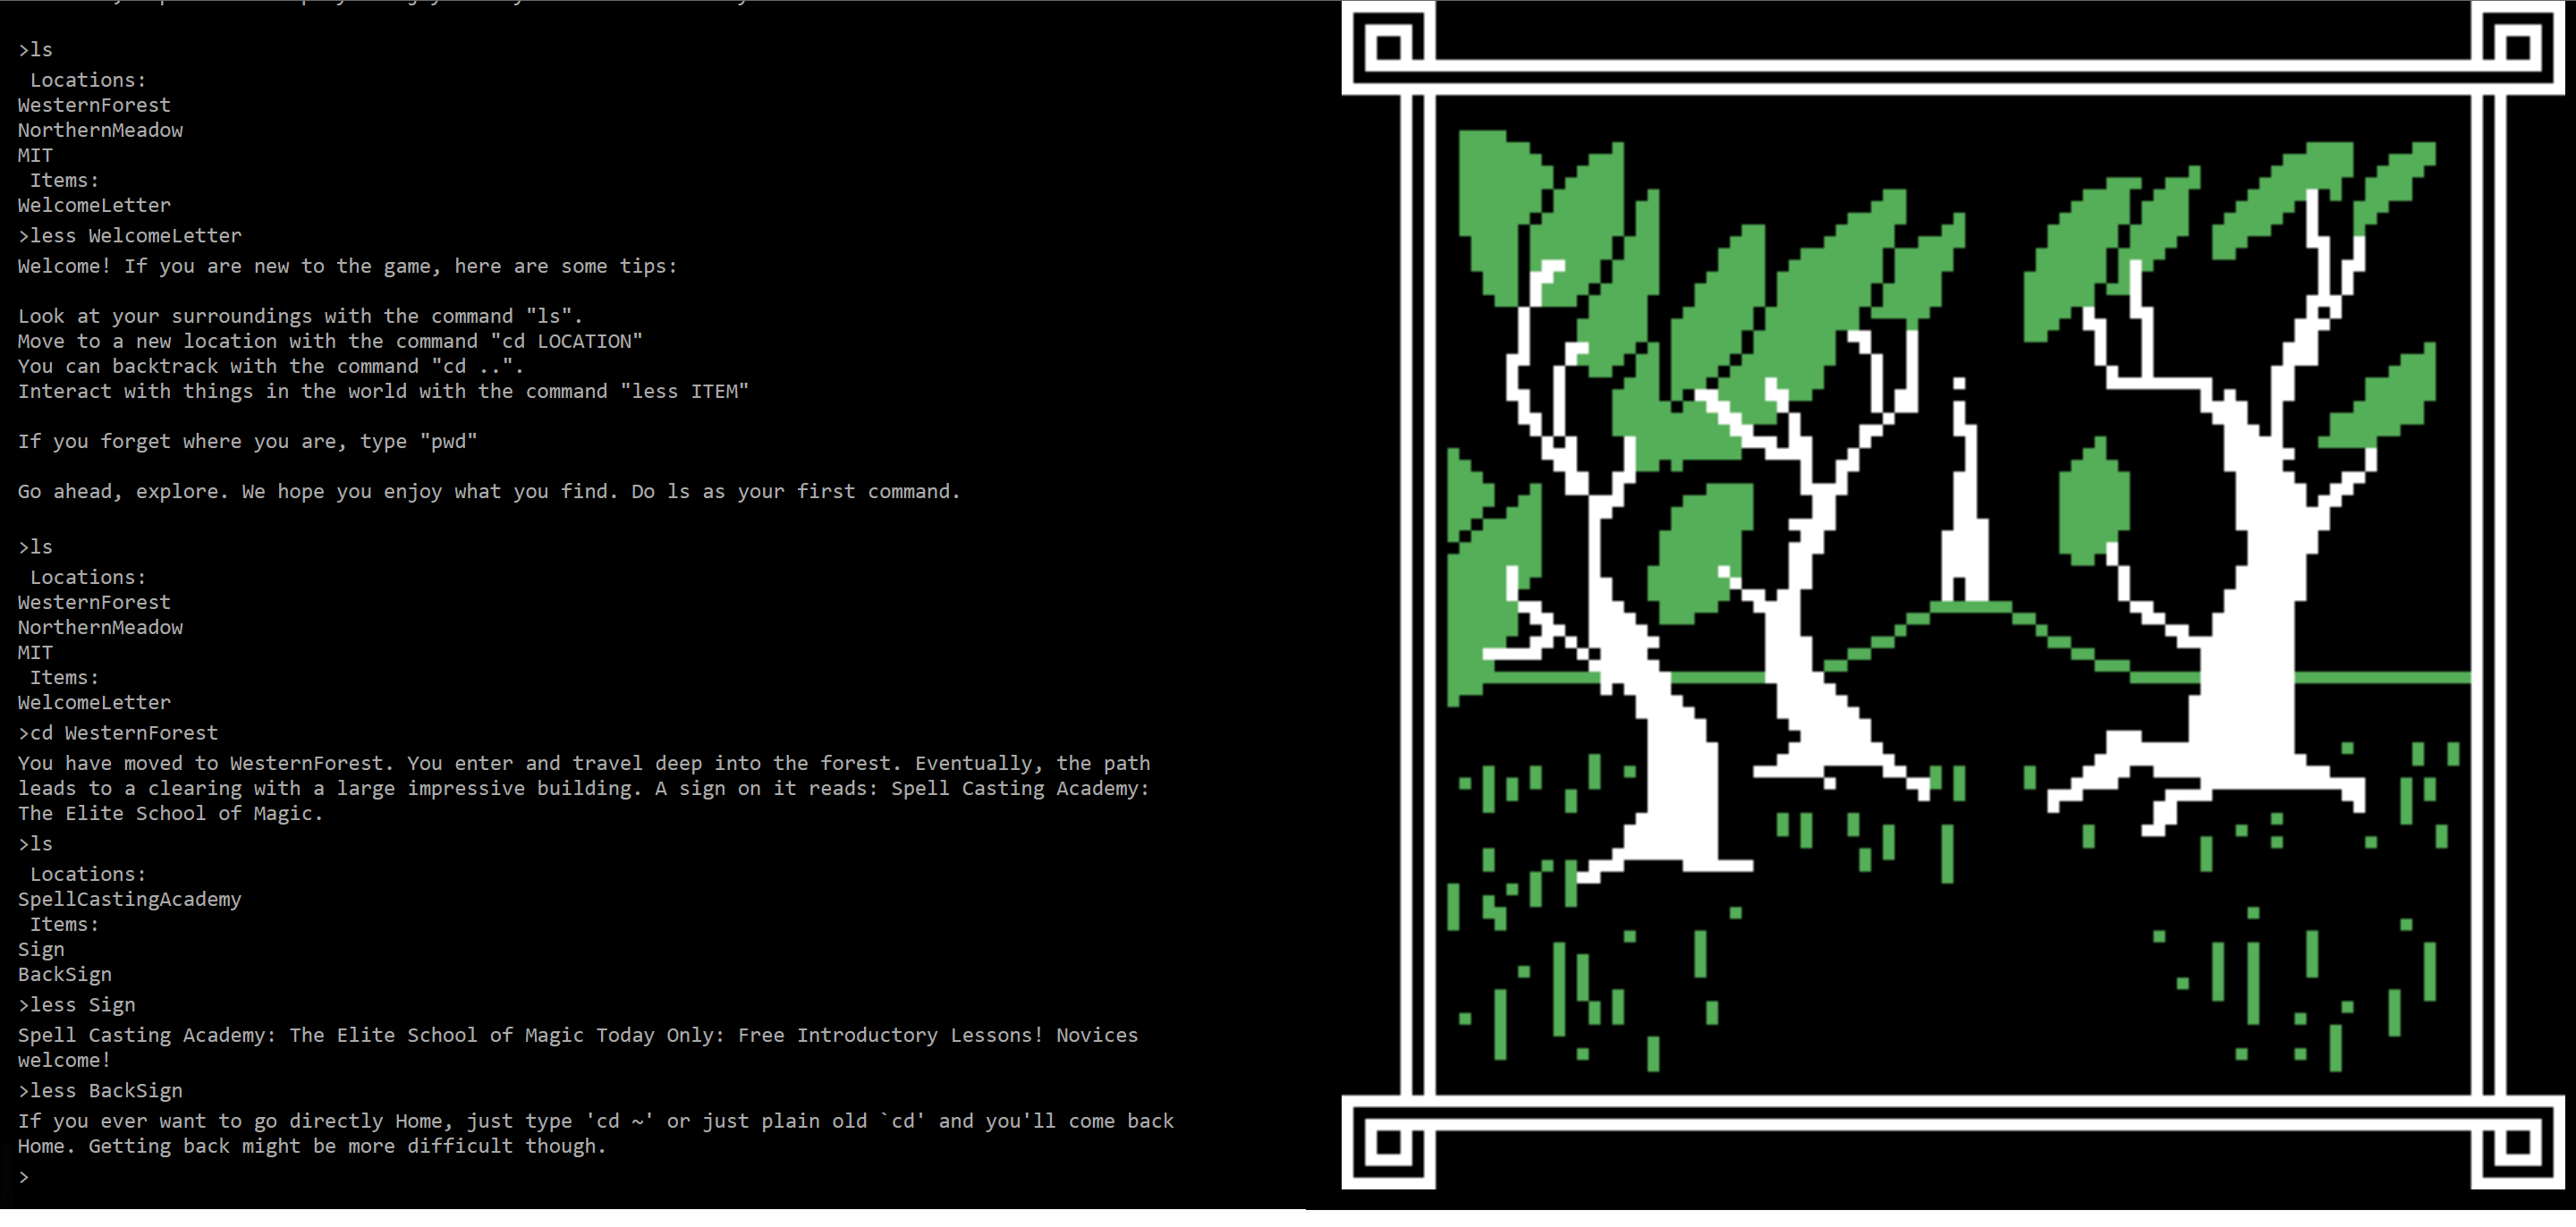 >ls
Locations:
WesternForest
NorthernMeadow
MIT
Items:
WelcomeLetter
>less WelcomeLetter
Welcome! If you are new to the game, here are some tips:
Look at your surroundings with the command "ls".
Move to a new location with the command "cd LOCATION"
You can backtrack with the command "cd ..".
Interact with things in the world with the command "less ITEM"
If you forget where you are, type "pwd"
Go ahead, explore. We hope you enjoy what you find. Do ls as your first command.
>ls
Locations:
WesternForest
NorthernMeadow
MIT
Items:
WelcomeLetter
>cd WesternForest
You have moved to WesternForest. You enter and travel deep into the forest. Eventually, the path
leads to a clearing with a large impressive building. A sign on it reads: Spell Casting Academy:
The Elite School of Magic.
>ls
Locations:
SpellCastingAcademy
Items:
Sign
BackSign
>less Sign
Spell Casting Academy: The Elite School of Magic Today Only: Free Introductory Lessons! Novices
welcome!
>less BackSign
If you ever want to go directly Home, just type 'cd ~' or just plain old `cd' and you'll come back
Home. Getting back might be more difficult though.
>